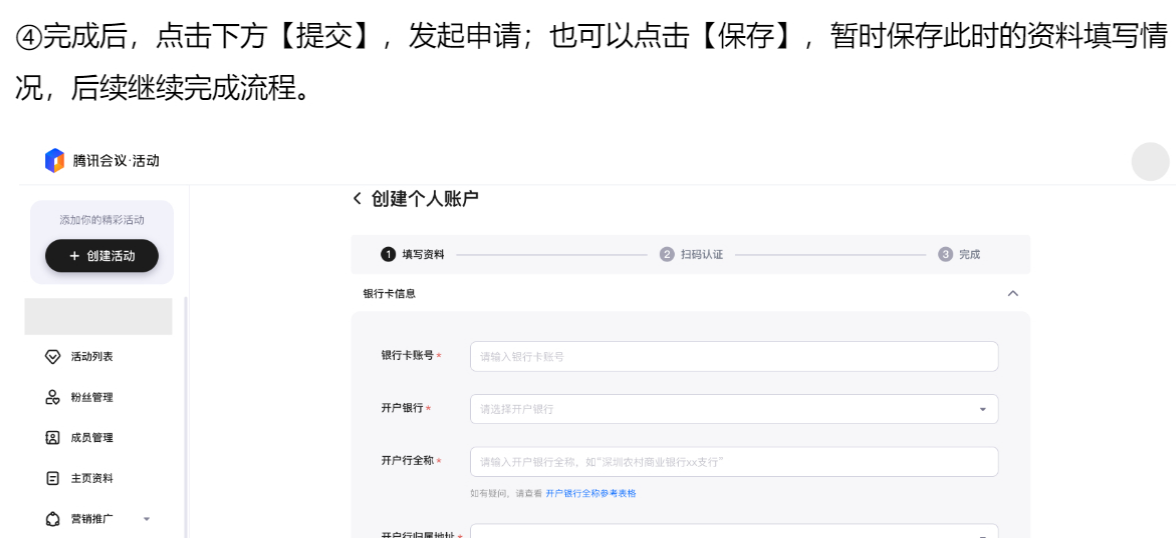 ④完成后，点击下方【提交】，发起申请；也可以点击【保存】，暂时保存此时的资料填写情
况，后续继续完成流程。
腾讯会议·活动
添加你的精彩活动
+ 创建活动
活动列表
粉丝管理
成员管理
主页资料
营销推广
< 创建个人账户
1 填写资料 2 扫码认证 3 完成
银行卡信息
银行卡账号* 请输入银行卡账号
开户银行* 请选择开户银行
开户行全称* 请输入开户银行全称，如“深圳农村商业银行xx支行”
如有疑问，请查看 开户银行全称参考表格
开户行归属地址*